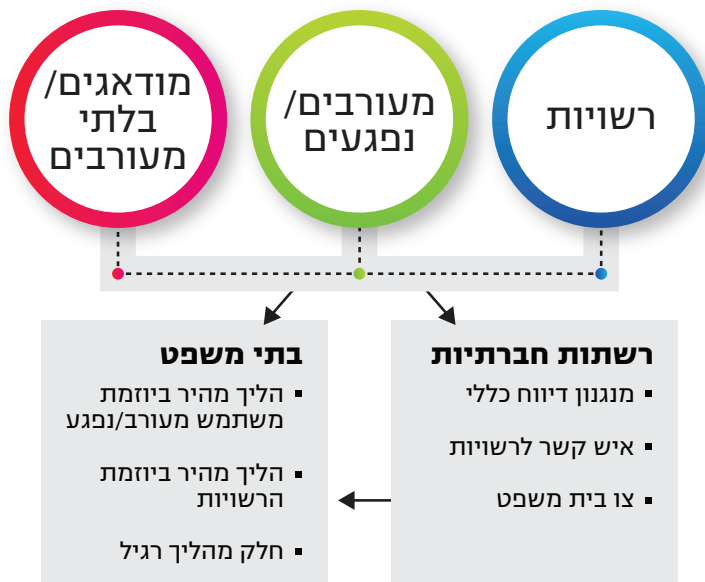 רשויות
מעורבים/
נפגעים
מודאגים/
בלתי
מעורבים
רשתות חברתיות
▪ מנגנון דיווח כללי
▪ איש קשר לרשויות
▪ צו בית משפט
בתי משפט
▪ הליך מהיר ביוזמת
משתמש מעורב/נפגע
▪ הליך מהיר ביוזמת
הרשויות
▪ חלק מהליך רגיל